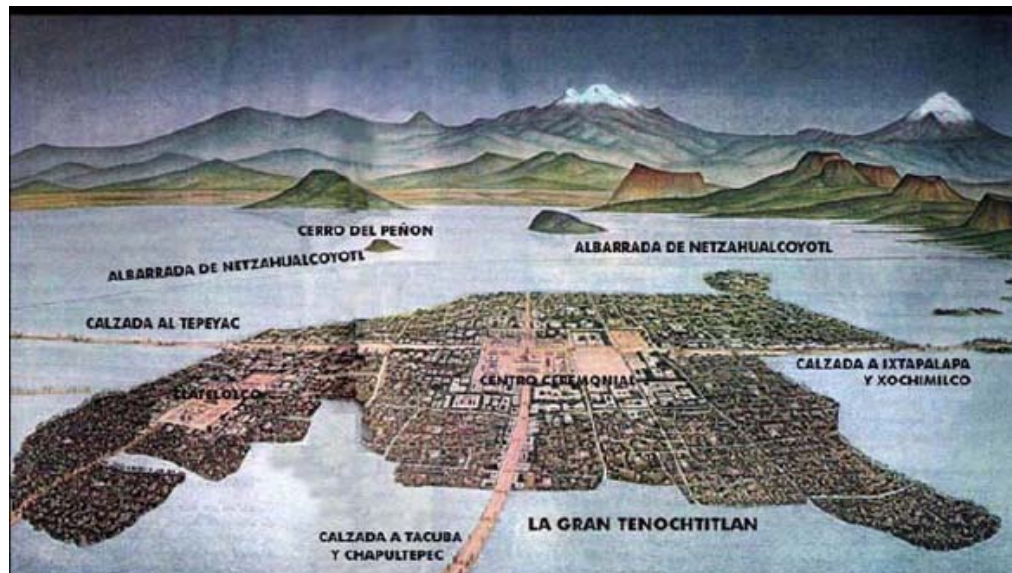 CERRO DEL PEÑON
ALBARRADA DE NETZAHUALCOYOTL
ALBARRADA DE NETZAHUALCOYOTL
CALZADA AL TEPEYAC
CALZADA A IXTAPALAPA
Y XOCHIMILCO
TLATELOLCO
CENTRO CEREMONIAL
LA GRAN TENOCHTITLAN
CALZADA A TACUBA
Y CHAPULTEPEC